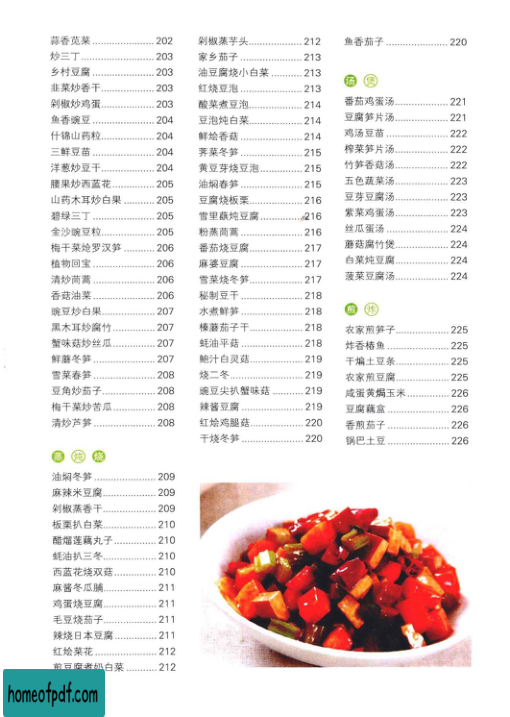 蒜香苋菜 ...................... 202
炒三丁 ...................... 203
乡村豆腐 ...................... 203
韭菜炒香干 ...................... 203
剁椒炒鸡蛋 ...................... 203
鱼香豌豆 ...................... 204
什锦山药粒 ...................... 204
三鲜豆苗 ...................... 204
洋葱炒豆干 ...................... 204
腰果炒西蓝花 ...................... 205
山药木耳炒白果 ...................... 205
碧绿三丁 ...................... 205
金沙豌豆粒 ...................... 205
梅干菜烩罗汉笋 ...................... 206
植物回宝 ...................... 206
清炒茼蒿 ...................... 206
香菇油菜 ...................... 206
豌豆炒白果 ...................... 207
黑木耳炒腐竹 ...................... 207
蟹味菇炒丝瓜 ...................... 207
鲜蘑冬笋 ...................... 207
雪菜春笋 ...................... 208
豆角炒茄子 ...................... 208
梅干菜炒苦瓜 ...................... 208
清炒芦笋 ...................... 208
蒸 炖 烧
油焖冬笋 ...................... 209
麻辣米豆腐 ...................... 209
剁椒蒸香干 ...................... 209
板栗扒白菜 ...................... 210
醋熘莲藕丸子 ...................... 210
蚝油扒三冬 ...................... 210
西蓝花烧双菇 ...................... 210
麻酱冬瓜脯 ...................... 211
鸡蛋烧豆腐 ...................... 211
毛豆烧茄子 ...................... 211
辣烧日本豆腐 ...................... 211
红烩菜花 ...................... 212
煎豆腐煮奶白菜 ........... 212
剁椒蒸芋头 ...................... 212
家乡茄子 ...................... 213
油豆腐烧小白菜 ......... 213
红烧豆泡 ...................... 213
酸菜煮豆泡 ...................... 214
豆泡炖白菜 ...................... 214
鲜烩香菇 ...................... 214
荠菜冬笋 ...................... 215
黄豆芽烧豆泡 ...................... 215
油焖春笋 ...................... 215
豆腐烧板栗 ...................... 216
雪里蕻炖豆腐 ...................... 216
粉蒸茼蒿 ...................... 216
番茄烧豆腐 ...................... 217
麻婆豆腐 ...................... 217
雪菜烧冬笋 ...................... 217
秘制豆干 ...................... 218
水煮鲜笋 ...................... 218
榛蘑茄子干 ...................... 218
蚝油平菇 ...................... 218
鲍汁白灵菇 ...................... 219
烧二冬 ...................... 219
豌豆尖扒蟹味菇 ......... 219
辣酱豆腐 ...................... 219
红烩鸡腿菇 ...................... 220
干烧冬笋 ...................... 220
鱼香茄子 ...................... 220
汤 煲
番茄鸡蛋汤 ...................... 221
豆腐笋片汤 ...................... 221
鸡汤豆苗 ...................... 222
榨菜笋片汤 ...................... 222
竹笋香菇汤 ...................... 222
五色蔬菜汤 ...................... 223
豆芽豆腐汤 ...................... 223
紫菜鸡蛋汤 ...................... 223
丝瓜蛋汤 ...................... 224
蘑菇腐竹煲 ...................... 224
白菜炖豆腐 ...................... 224
菠菜豆腐汤 ...................... 224
煎 炸
农家煎笋子 ...................... 225
炸香椿鱼 ...................... 225
干煸土豆条 ...................... 225
农家煎豆腐 ...................... 225
咸蛋黄焗玉米 ............. 226
豆腐藕盒 ...................... 226
香煎茄子 ...................... 226
锅巴土豆 ...................... 226
homeofpdf.com